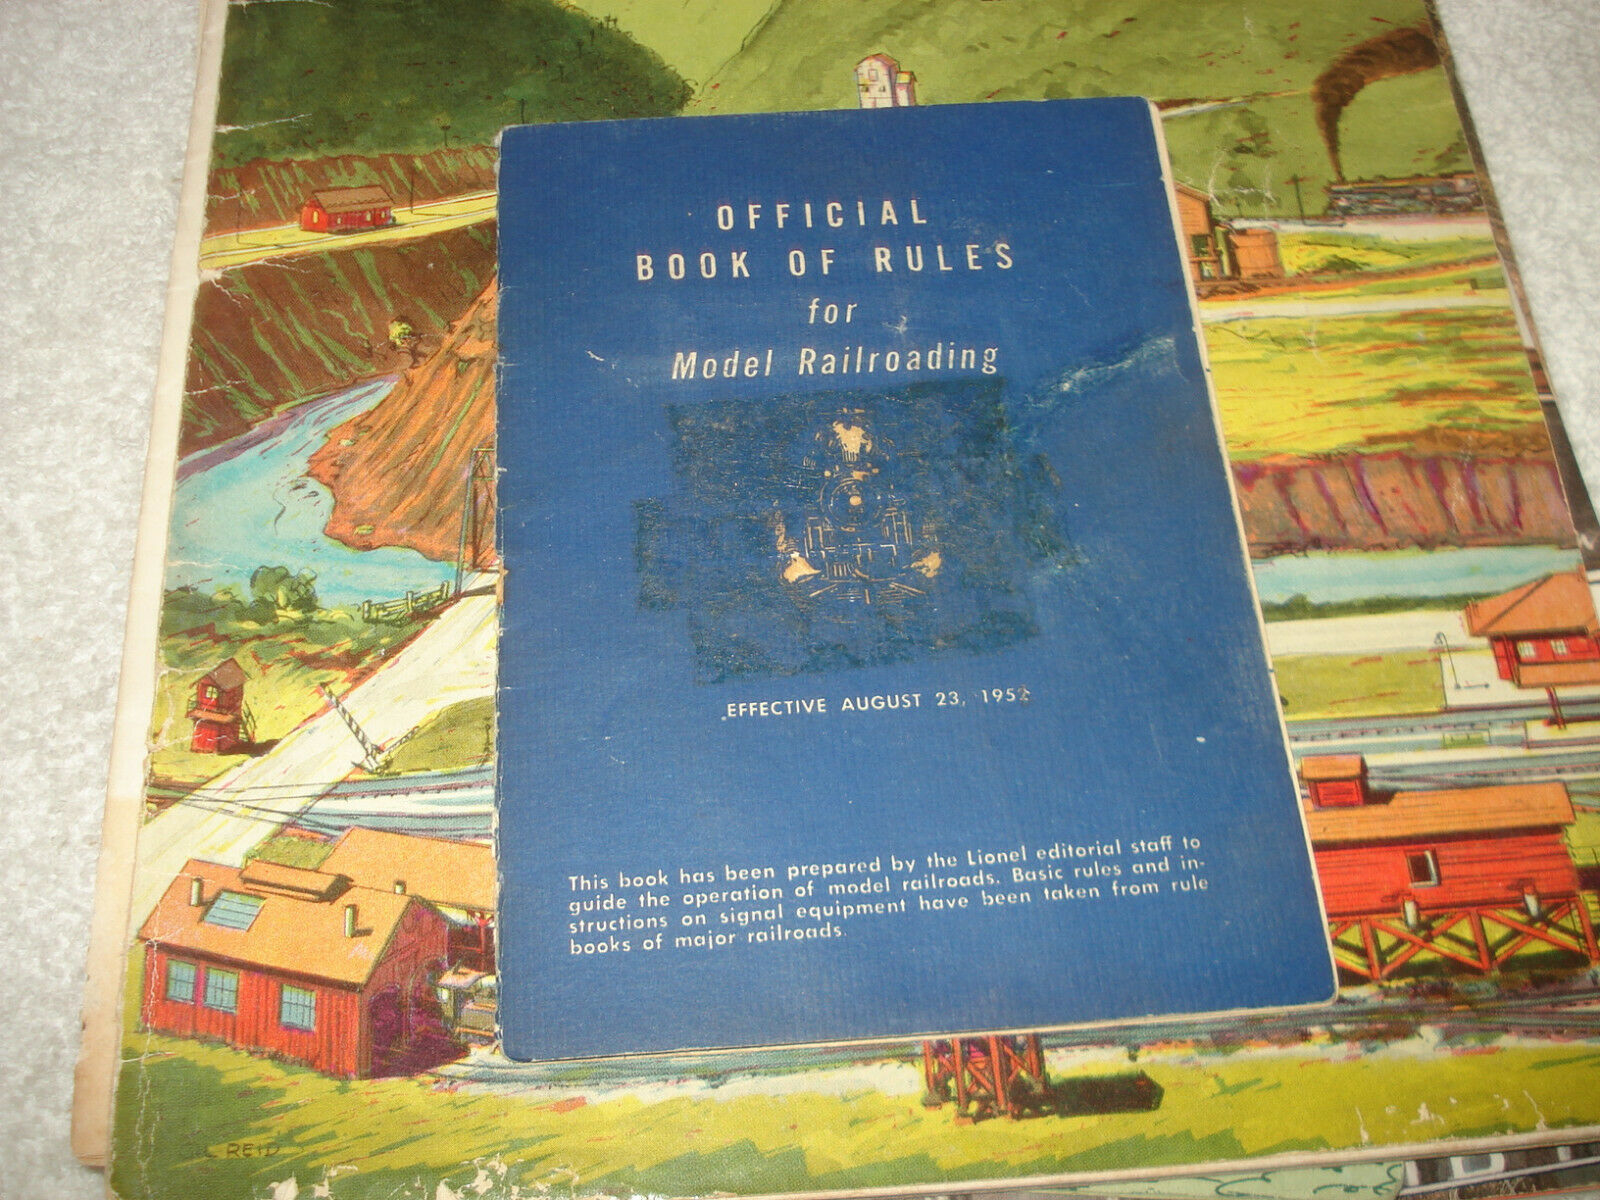 OFFICIAL
BOOK OF RULES
for
Model Railroading
EFFECTIVE AUGUST 23, 1952
This book has been prepared by the Lionel editorial staff to
guide the operation of model railroads. Basic rules and in-
structions on signal equipment have been taken from rule
books of major railroads.
REID